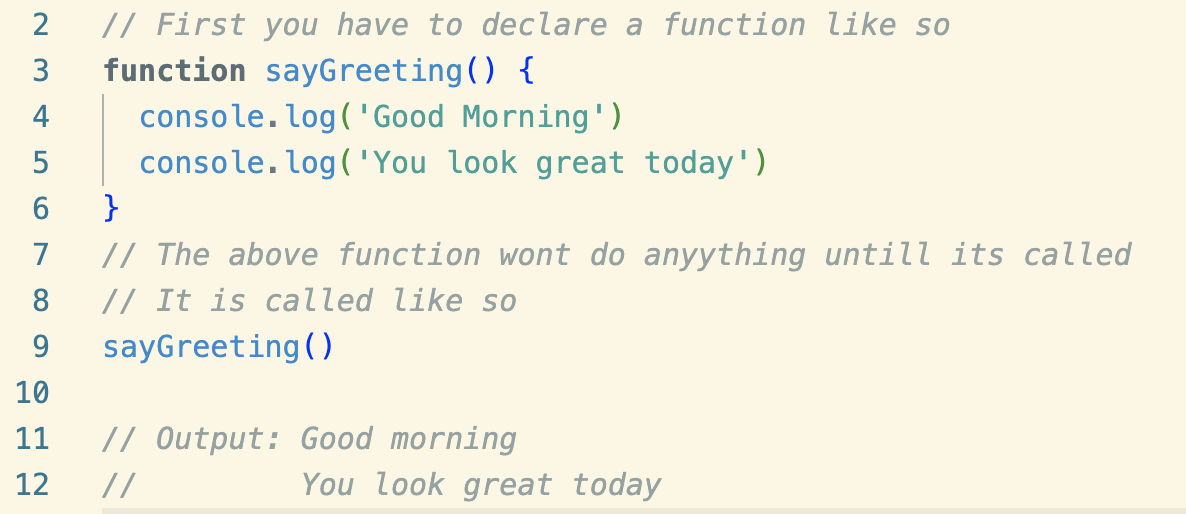 2 // First you have to declare a function like so
3 function sayGreeting() {
4   console.log('Good Morning')
5   console.log('You look great today')
6 }
7 // The above function wont do anyything untill its called
8 // It is called like so
9 sayGreeting()
10
11 // Output: Good morning
12 //         You look great today